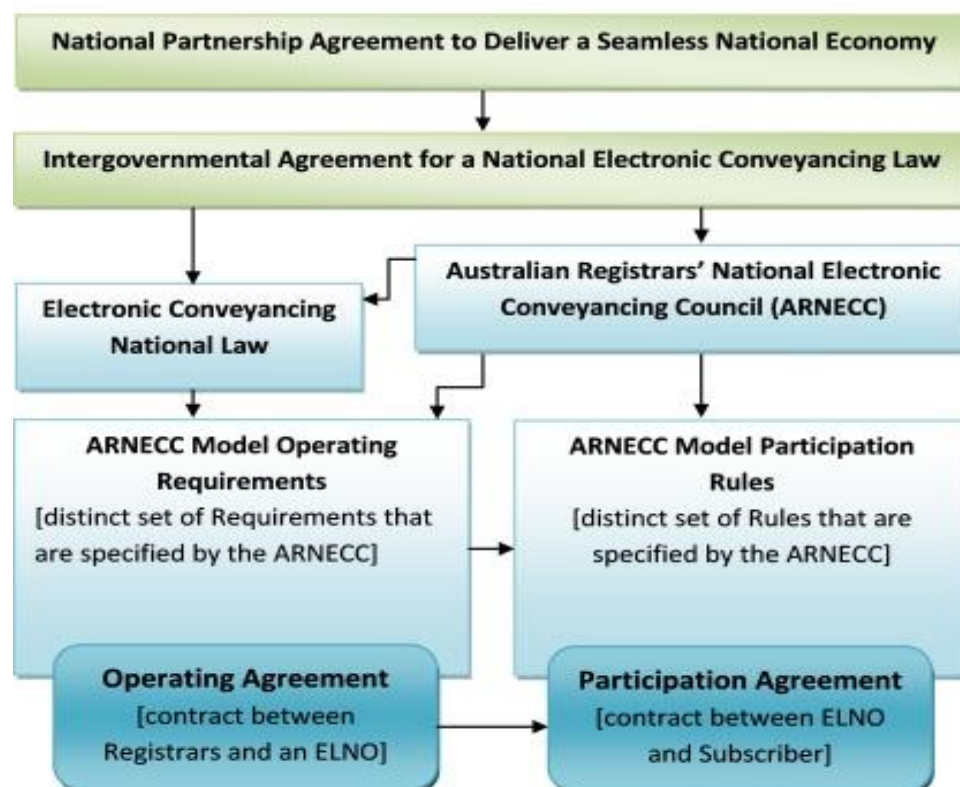 National Partnership Agreement to Deliver a Seamless National Economy
Intergovernmental Agreement for a National Electronic Conveyancing Law
Australian Registrars’ National Electronic
Conveyancing Council (ARNECC)
Electronic Conveyancing
National Law
ARNECC Model Operating
Requirements
[distinct set of Requirements that
are specified by the ARNECC]
ARNECC Model Participation
Rules
[distinct set of Rules that are
specified by the ARNECC]
Operating Agreement
[contract between
Registrars and an ELNO]
Participation Agreement
[contract between ELNO
and Subscriber]